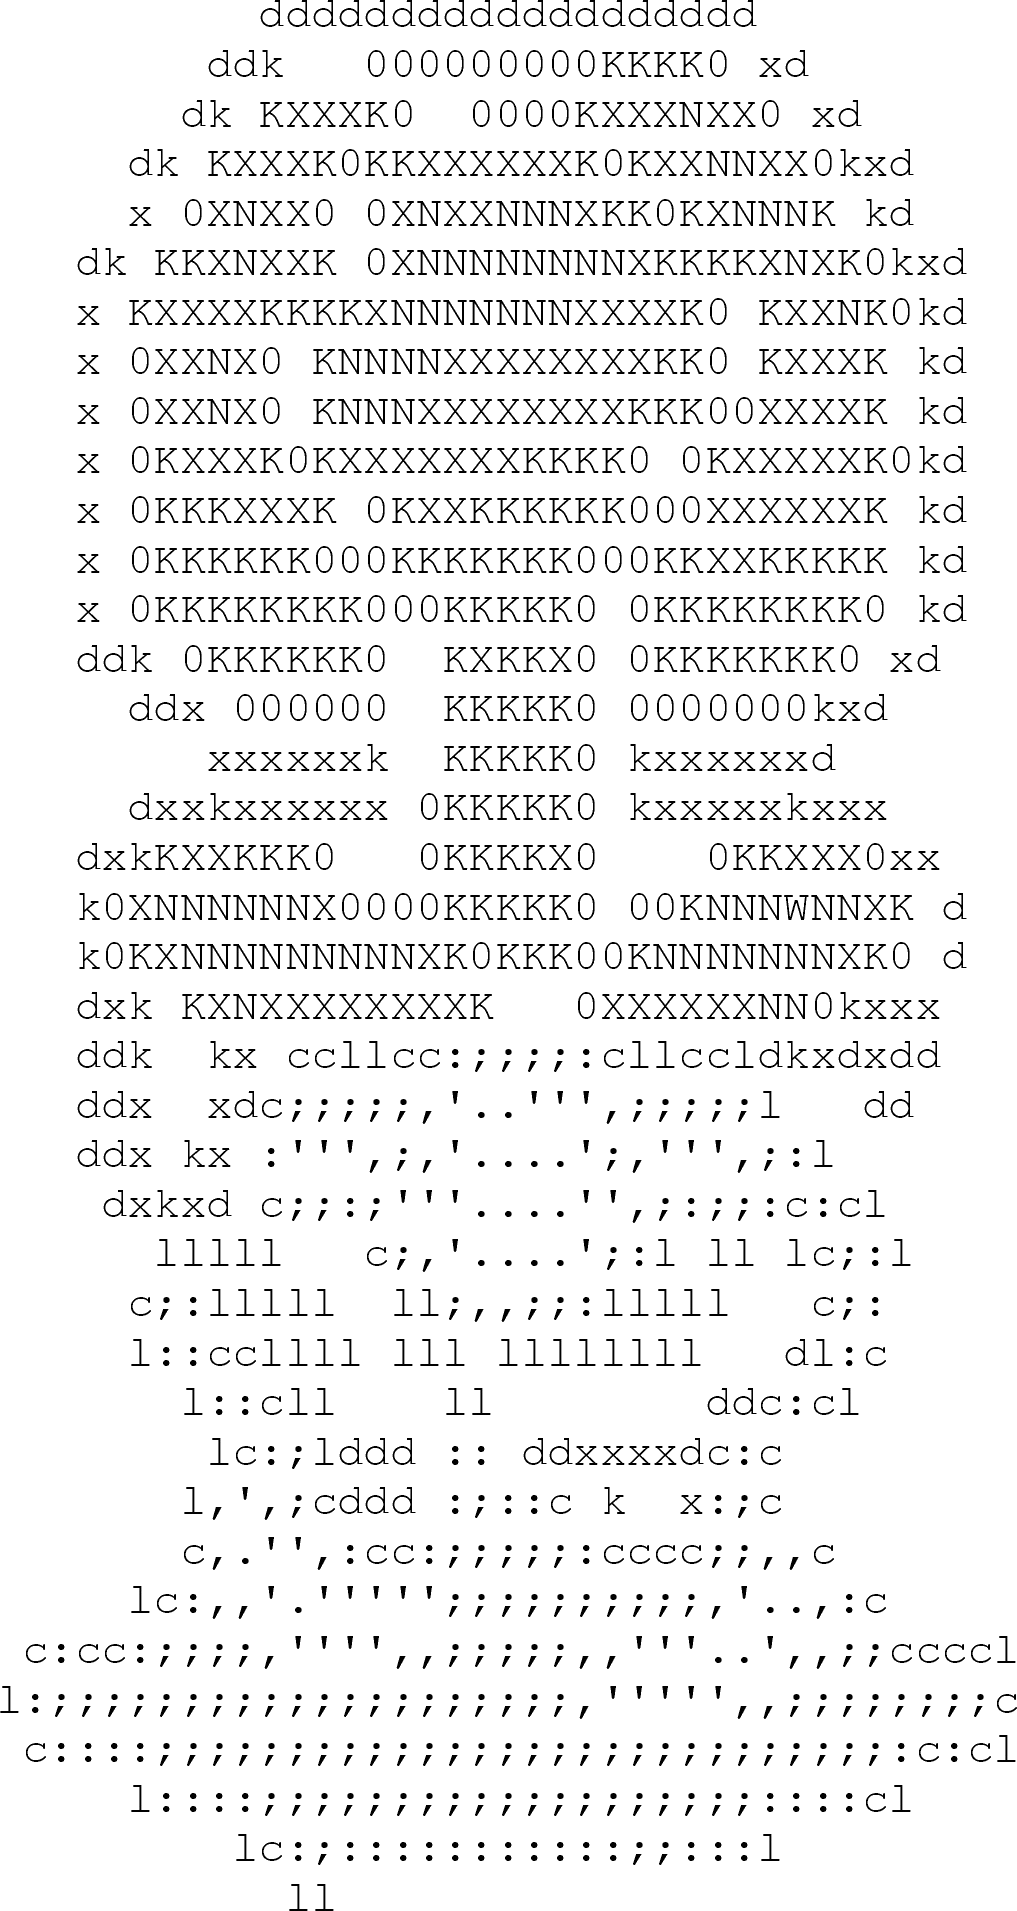 ddddddddddddddddddd
ddk   000000000KKKK0 xd
dk KXXXK0  0000KXXXNXX0 xd
dk KXXXK0KKXXXXXXK0KXXNNXX0kxd
x 0XNXX0 0XNXXNNNXKK0KXNNNK kd
dk KKXNXXK 0XNNNNNNNNXKKKKXNXK0kxd
x KXXXXKKKKXNNNNNNNXXXXK0 KXXNK0kd
x 0XXNX0 KNNNNXXXXXXXXKK0 KXXXK kd
x 0XXNX0 KNNNXXXXXXXXKKK00XXXXK kd
x 0KXXXK0KXXXXXXXKKKK0 0KXXXXXK0kd
x 0KKKXXXK 0KXXKKKKKK000XXXXXXK kd
x 0KKKKKK000KKKKKKK000KKXXKKKKK kd
x 0KKKKKKKK000KKKKK0 0KKKKKKKK0 kd
ddk 0KKKKKK0  KXKKX0 0KKKKKKK0 xd
ddx 000000  KKKKK0 0000000kxd
xxxxxxk  KKKKK0 kxxxxxxd
dxxkxxxxxx 0KKKKK0 kxxxxxkxxx
dxkKXXKKK0   0KKKKX0    0KKXXX0xx
k0XNNNNNNX0000KKKKK0 00KNNNWNNXK d
k0KXNNNNNNNNNXK0KKK00KNNNNNNNXK0 d
dxk KXNXXXXXXXXK   0XXXXXXNN0kxxx
ddk  kx ccllcc:;;;;;:cllccldkxdxdd
ddx  xdc;;;;;,'..''',;;;;;l   dd
ddx kx :''',;,'....';,''',;:l
dxkxd c;;:;'''....'',;:;;:c:cl
lllll   c;,'....';:l ll lc;:l
c;:lllll  ll;,,;;:lllll   c;:
l::ccllll lll llllllll   dl:c
l::cll    ll        ddc:cl
lc:;lddd :: ddxxxxdc:c
l,',;cddd :;::c k  x:;c
c,.'',:cc:;;;;;;:cccc;;,,c
lc:,,'.''''';;;;;;;;;;,'..,:c
c:cc:;;;;,'''',,;;;;;,,'''..',,;;ccccl
l:;;;;;;;;;;;;;;;;;;;;,''''',,;;;;;;;;c
c::::;;;;;;;;;;;;;;;;;;;;;;;;;;;;;:c:cl
l::::;;;;;;;;;;;;;;;;;;;::::cl
lc:;:::::::::::;;:::l
ll